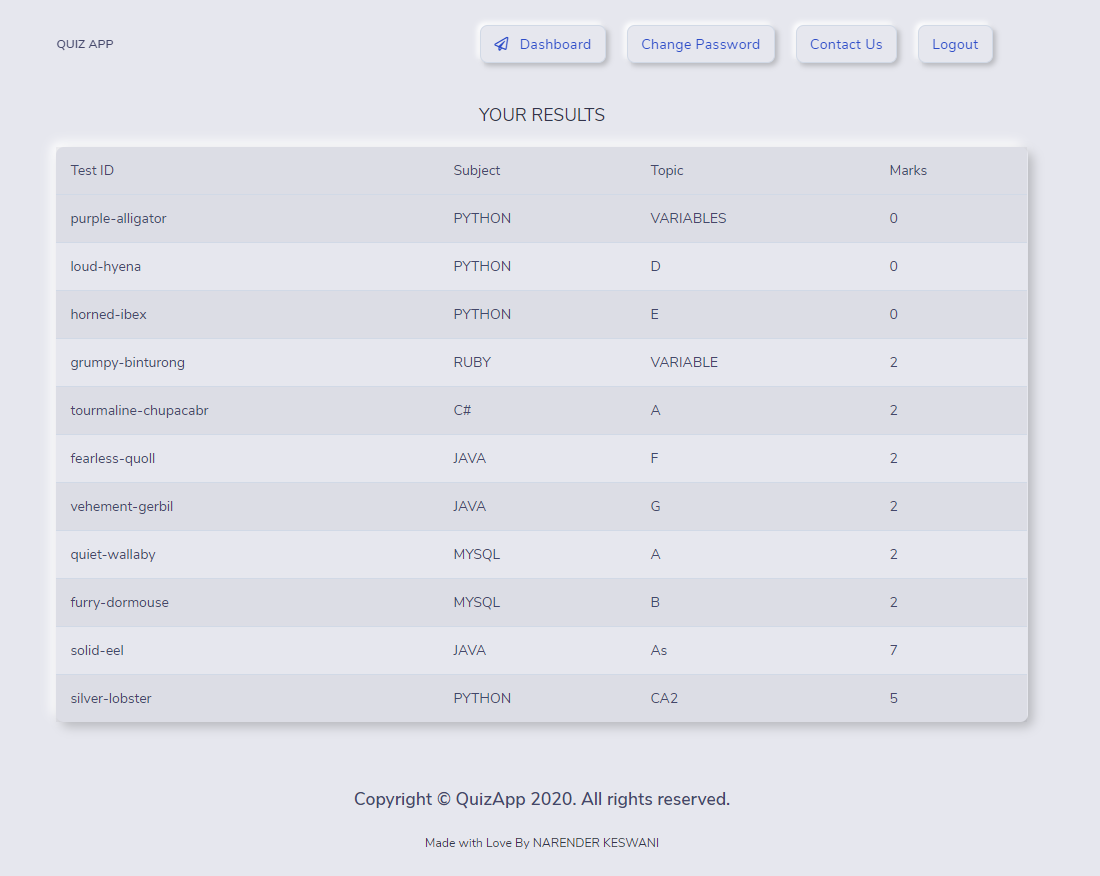 QUIZ APP Dashboard Change Password Contact Us Logout
YOUR RESULTS
Test ID Subject Topic Marks
purple-alligator PYTHON VARIABLES 0
loud-hyena PYTHON D 0
horned-ibex PYTHON E 0
grumpy-binturong RUBY VARIABLE 2
tourmaline-chupacabr C# A 2
fearless-quoll JAVA F 2
vehement-gerbil JAVA G 2
quiet-wallaby MYSQL A 2
furry-dormouse MYSQL B 2
solid-eel JAVA As 7
silver-lobster PYTHON CA2 5
Copyright © QuizApp 2020. All rights reserved.
Made with Love By NARENDER KESWANI